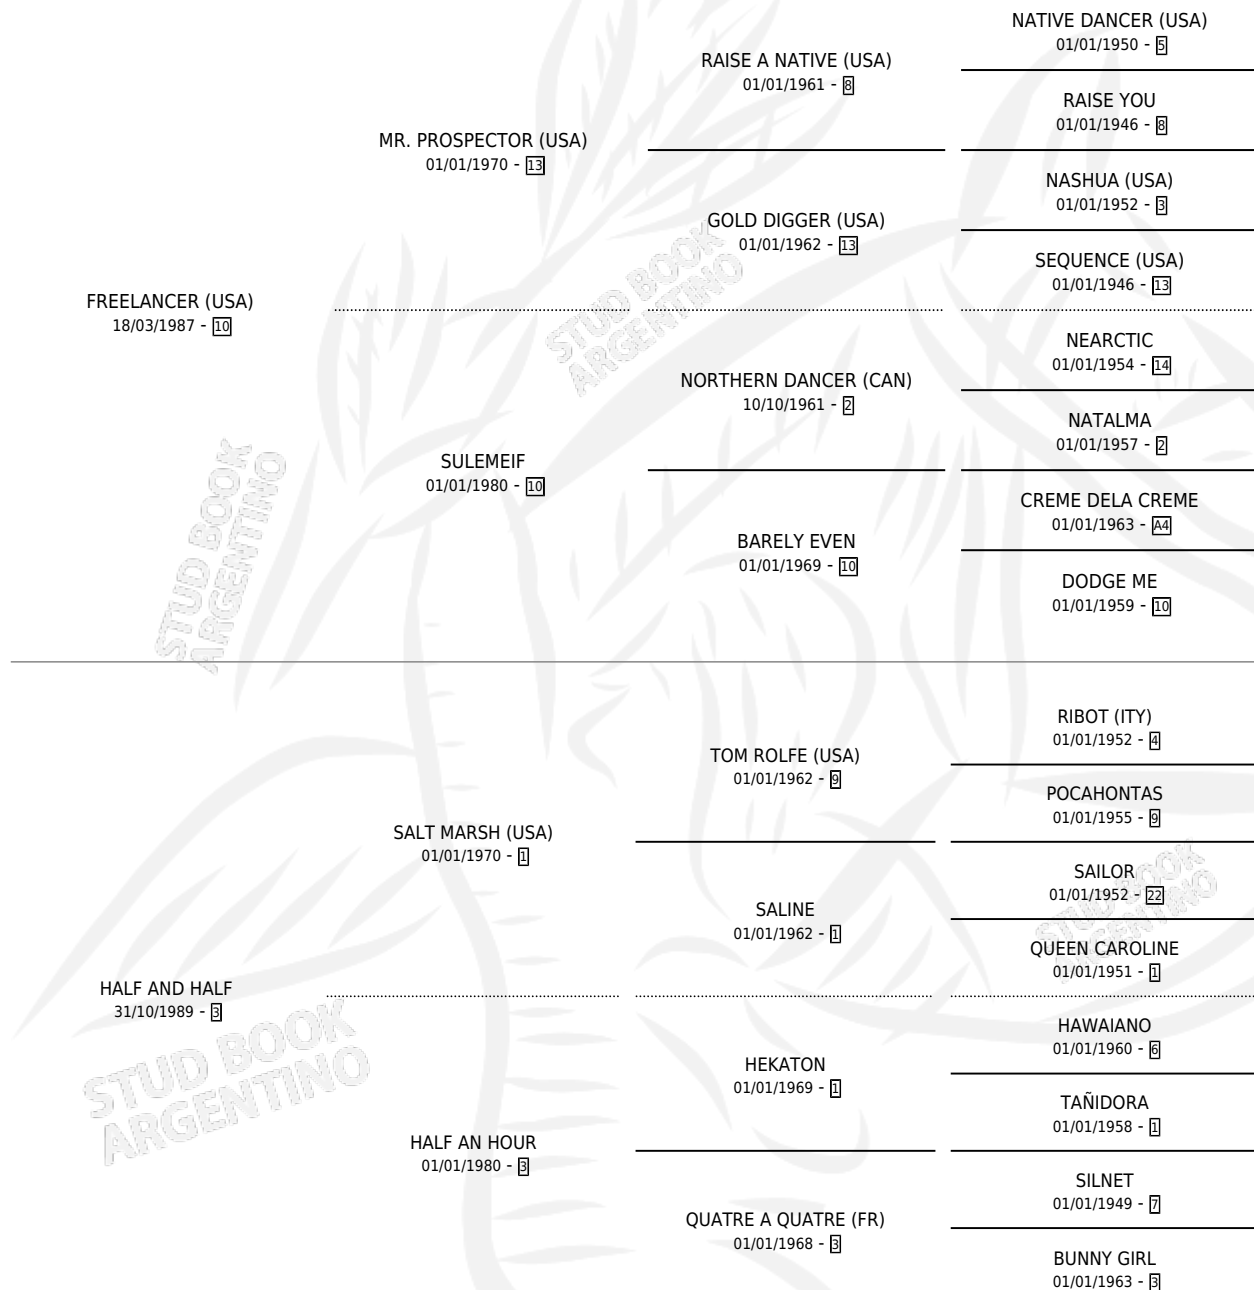 NATIVE DANCER (USA)
01/01/1950 - 5
RAISE A NATIVE (USA)
01/01/1961 - 8
RAISE YOU
01/01/1946 - 8
MR. PROSPECTOR (USA)
01/01/1970 - 13
NASHUA (USA)
01/01/1952 - 3
GOLD DIGGER (USA)
01/01/1962 - 13
SEQUENCE (USA)
01/01/1946 - 13
FREELANCER (USA)
18/03/1987 - 10
NEARCTIC
01/01/1954 - 14
NORTHERN DANCER (CAN)
10/10/1961 - 2
NATALMA
01/01/1957 - 2
SULEMEIF
01/01/1980 - 10
CREME DELA CREME
01/01/1963 - A4
BARELY EVEN
01/01/1969 - 10
DODGE ME
01/01/1959 - 10
RIBOT (ITY)
01/01/1952 - 4
TOM ROLFE (USA)
01/01/1962 - 9
POCAHONTAS
01/01/1955 - 9
SALT MARSH (USA)
01/01/1970 - 1
SAILOR
01/01/1952 - 22
SALINE
01/01/1962 - 1
QUEEN CAROLINE
01/01/1951 - 1
HALF AND HALF
31/10/1989 - 3
HAWAIANO
01/01/1960 - 6
HEKATON
01/01/1969 - 1
TAÑIDORA
01/01/1958 - 1
HALF AN HOUR
01/01/1980 - 3
SILNET
01/01/1949 - 7
QUATRE A QUATRE (FR)
01/01/1968 - 3
BUNNY GIRL
01/01/1963 - 3
STUD BOOK
ARGENTINO
STUD BOOK
ARGENTINO
STUD BOOK
ARGENTINO
STUD BOOK
ARGENTINO